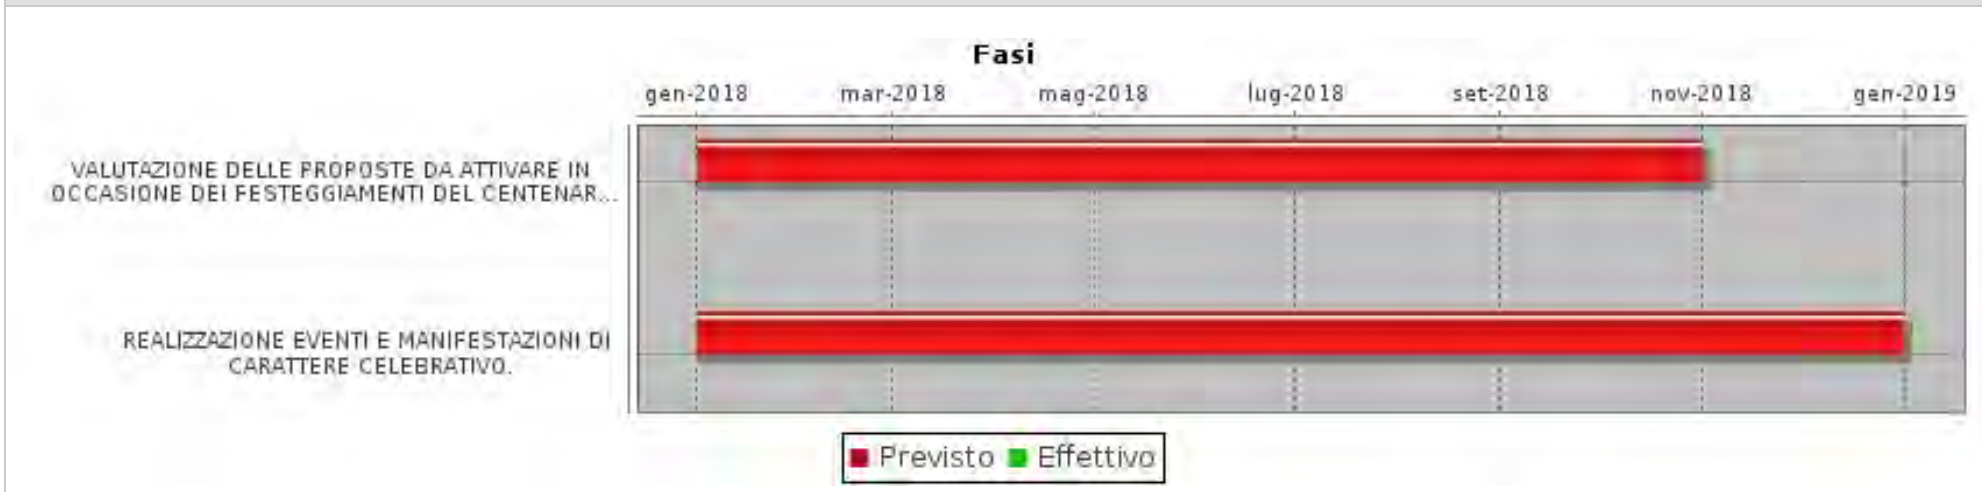 Fasi
gen-2018 mar-2018 mag-2018 lug-2018 set-2018 nov-2018 gen-2019
VALUTAZIONE DELLE PROPOSTE DA ATTIVARE IN
OCCASIONE DEI FESTEGGIAMENTI DEL CENTENAR...
REALIZZAZIONE EVENTI E MANIFESTAZIONI DI
CARATTERE CELEBRATIVO.
Previsto Effettivo